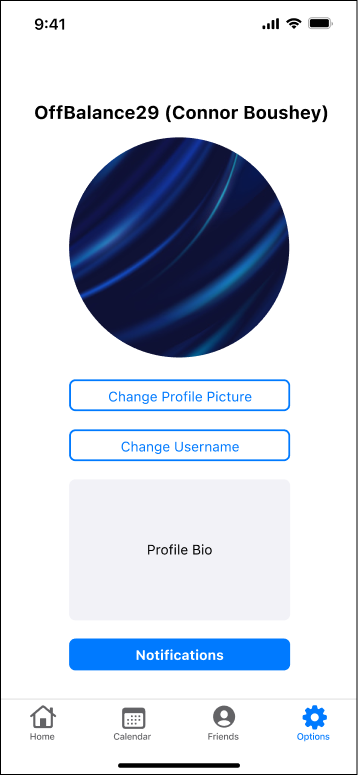 9:41
OffBalance29 (Connor Boushey)
Change Profile Picture
Change Username
Profile Bio
Notifications
Home Calendar Friends Options